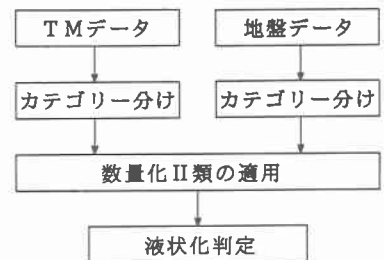 ＴＭデータ
地盤データ
カテゴリー分け
カテゴリー分け
数量化Ⅱ類の適用
液状化判定